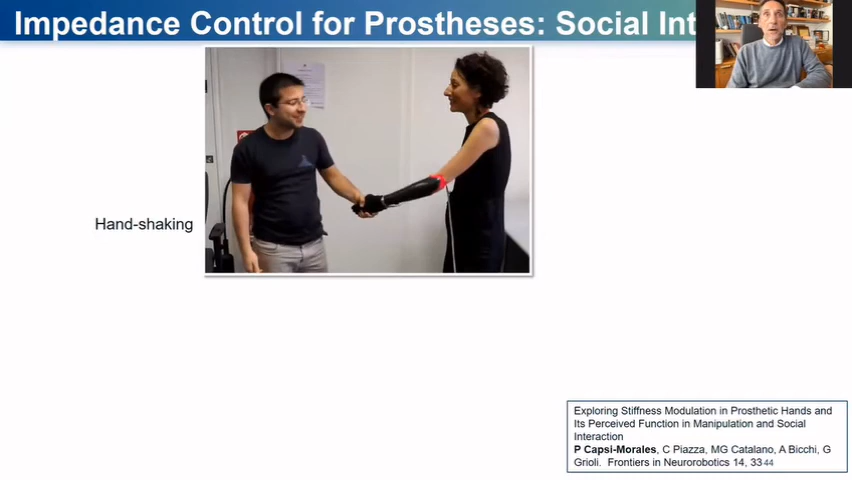 Impedance Control for Prostheses: Social Int
Hand-shaking
Exploring Stiffness Modulation in Prosthetic Hands and
Its Perceived Function in Manipulation and Social
Interaction
P Capsi-Morales, C Piazza, MG Catalano, A Bicchi, G
Grioli. Frontiers in Neurorobotics 14, 33 44